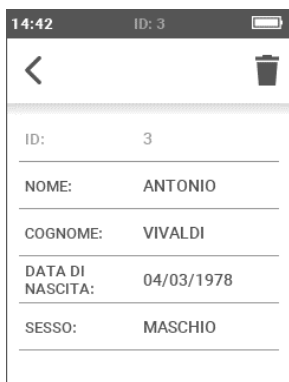 14:42 ID: 3
ID: 3
NOME: ANTONIO
COGNOME: VIVALDI
DATA DI
NASCITA: 04/03/1978
SESSO: MASCHIO